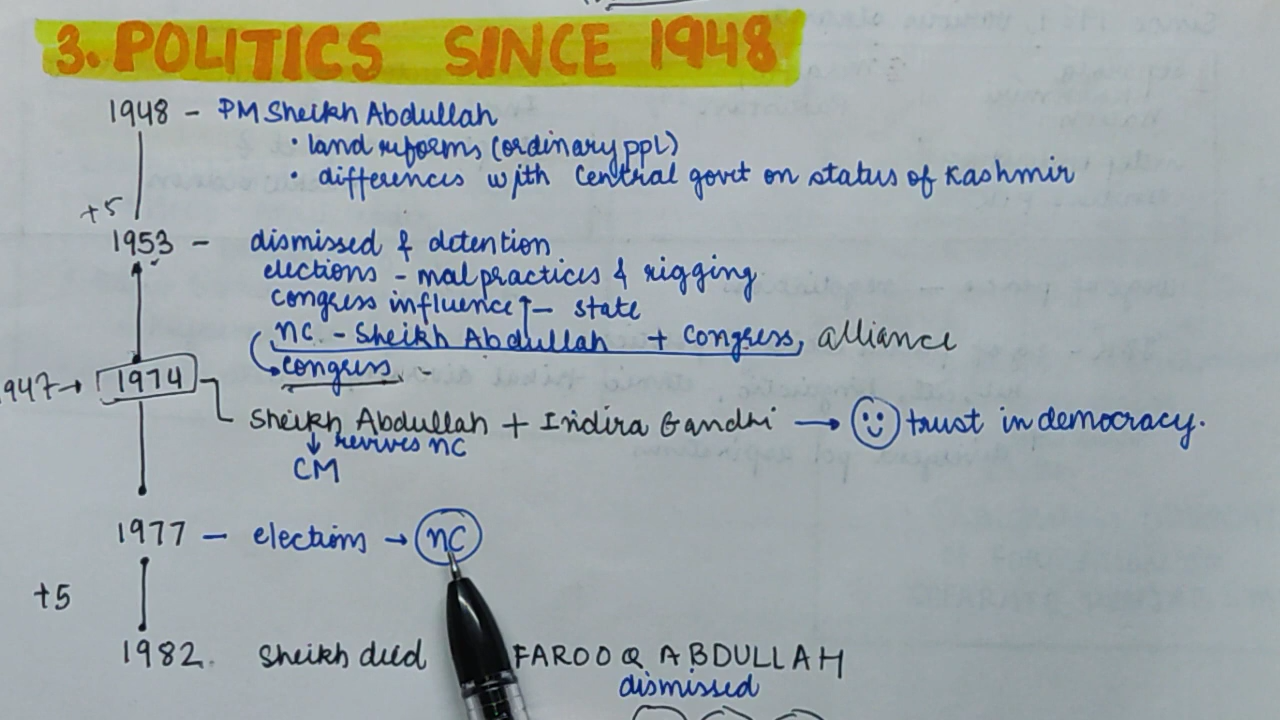 3. POLITICS SINCE 1948
1948 - PM Sheikh Abdullah
• land reforms (ordinary ppl)
• differences with central govt on status of Kashmir
+5
1953 - dismissed & detention
elections - malpractices & rigging
congress influence ↑ - state
NC - Sheikh Abdullah + Congress, alliance
congress -
947 → 1974
Sheikh Abdullah + Indira Gandhi → trust in democracy.
↓ revives NC
CM
1977 - elections → NC
+5
1982. Sheikh died FAROOQ ABDULLAH
dismissed